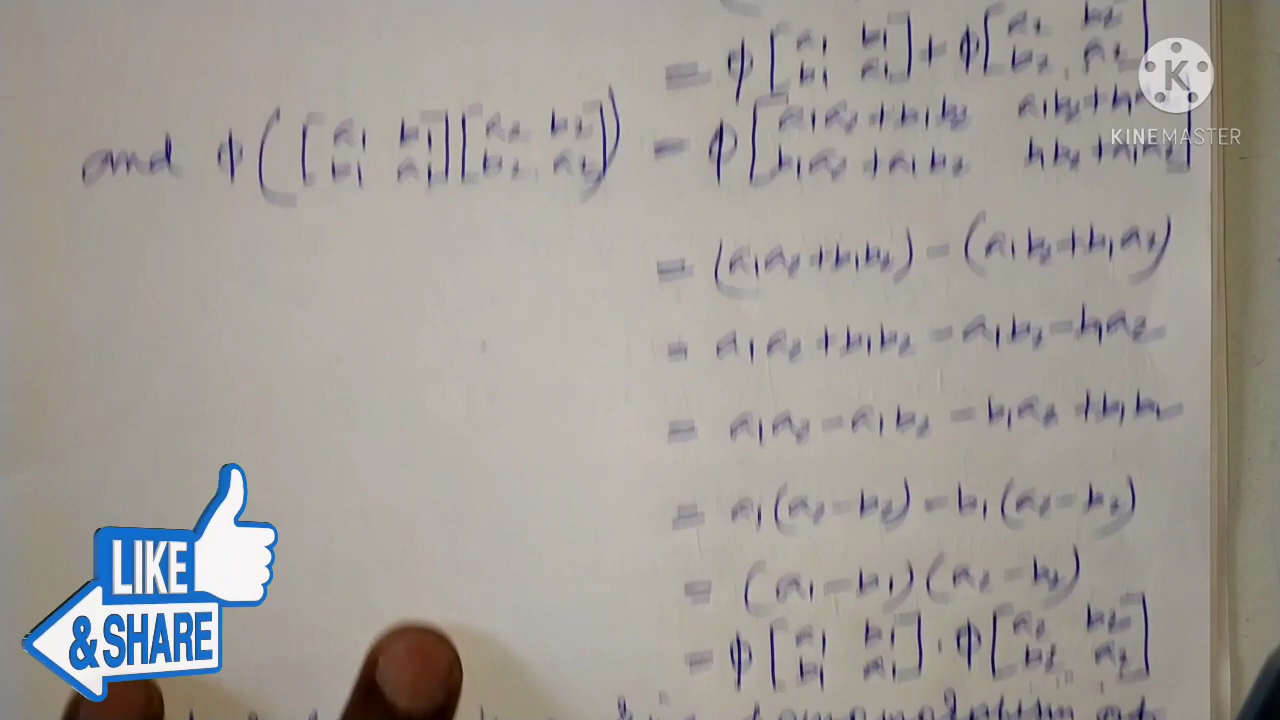 = φ [a₁ b₁ b₁ a₁] + φ [a₂ b₂ b₂ a₂]
KINEMASTER
and φ ( [a₁ b₁ b₁ a₁] [a₂ b₂ b₂ a₂] ) = φ [a₁a₂+b₁b₂ a₁b₂+b₁ b₁a₂+a₁b₂ b₁b₂+a₁a₂]
= (a₁a₂+b₁b₂) - (a₁b₂+b₁a₂)
= a₁a₂+b₁b₂ - a₁b₂ - b₁a₂
= a₁a₂ - a₁b₂ - b₁a₂ + b₁b₂
= a₁(a₂-b₂) - b₁(a₂-b₂)
= (a₁-b₁)(a₂-b₂)
= φ [a₁ b₁ b₁ a₁] . φ [a₂ b₂ b₂ a₂]
LIKE
& SHARE